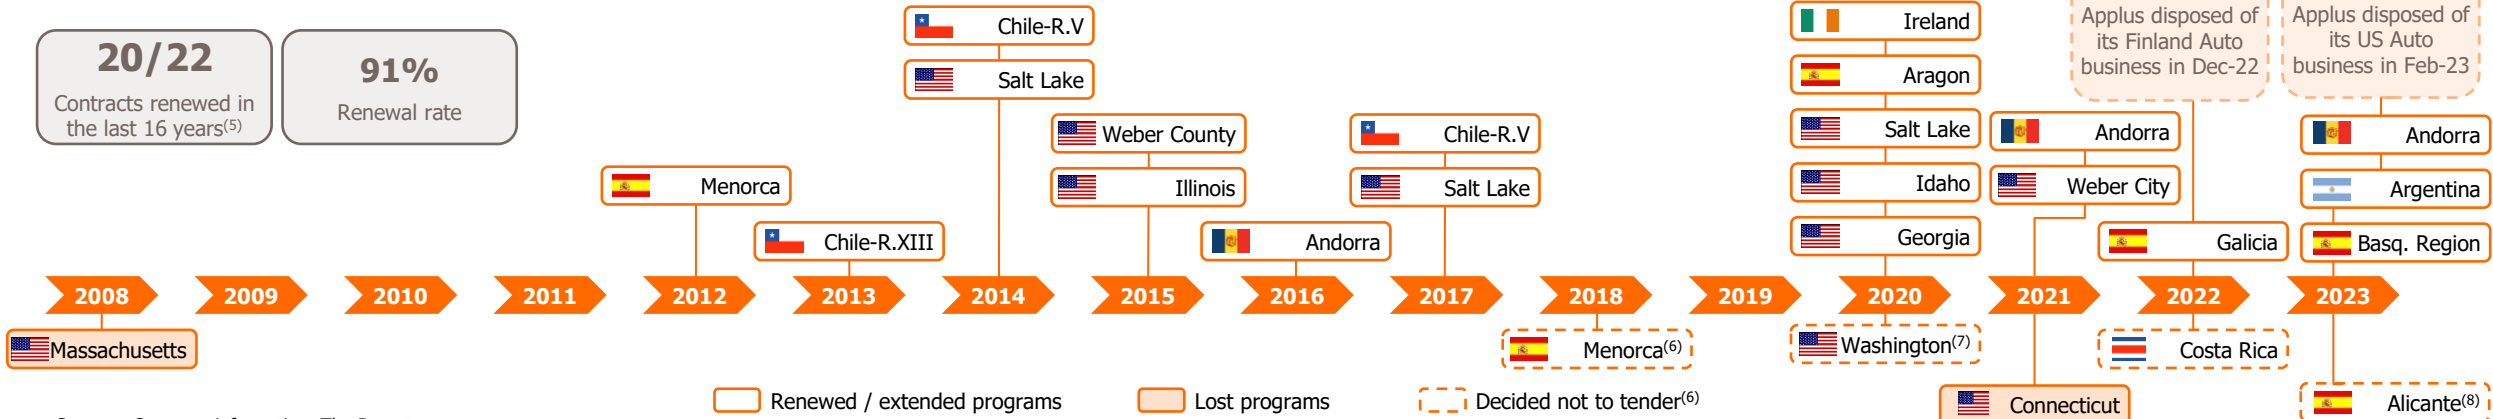 20/22
Contracts renewed in
the last 16 years(5)
91%
Renewal rate
Chile-R.V
Salt Lake
Ireland
Aragon
Salt Lake
Idaho
Georgia
Applus disposed of
its Finland Auto
business in Dec-22
Applus disposed of
its US Auto
business in Feb-23
Weber County
Illinois
Chile-R.V
Salt Lake
Andorra
Weber City
Andorra
Argentina
Basq. Region
Menorca
Chile-R.XIII
Andorra
Galicia
2008
2009
2010
2011
2012
2013
2014
2015
2016
2017
2018
2019
2020
2021
2022
2023
Massachusetts
Menorca(6)
Washington(7)
Costa Rica
Connecticut
Alicante(8)
Renewed / extended programs
Lost programs
Decided not to tender(6)